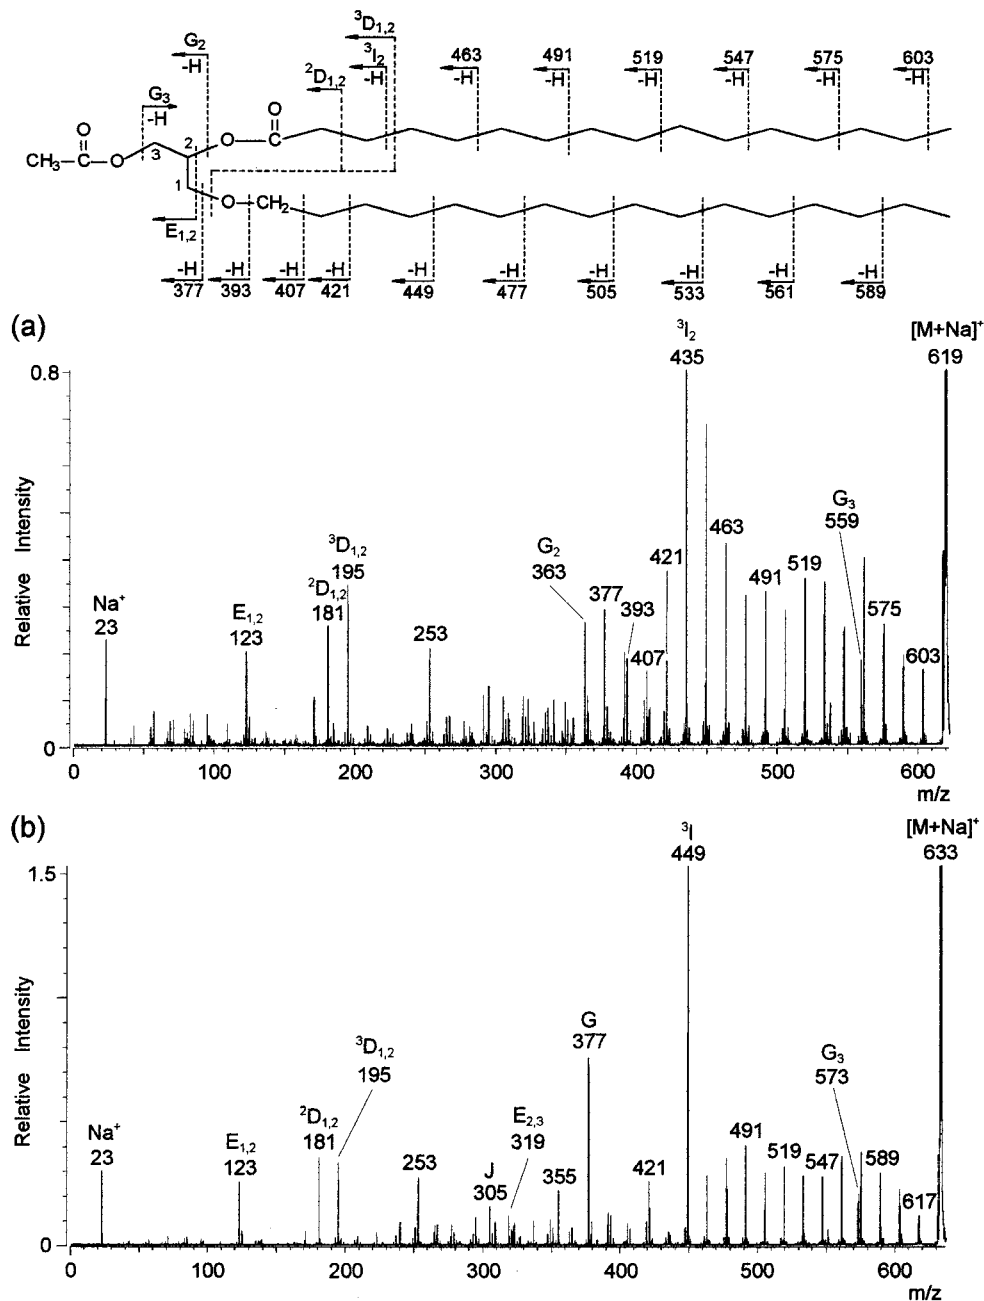 ³D₁,₂
G₂
-H
³I₂
-H
463
-H
491
-H
519
-H
547
-H
575
-H
603
-H
²D₁,₂
G₃
-H
O
O
CH₃ C O 3 2 O C
1
O CH₂
E₁,₂
-H
377
-H
393
-H
407
-H
421
-H
449
-H
477
-H
505
-H
533
-H
561
-H
589
(a)
³I₂
435
[M+Na]⁺
619
0.8
Relative Intensity
Na⁺
23
E₁,₂
123
²D₁,₂
181
³D₁,₂
195
253
G₂
363
377
393
407
421
463
491
519
G₃
559
575
603
0
0 100 200 300 400 500 600
m/z
(b)
³I
449
[M+Na]⁺
633
1.5
Relative Intensity
Na⁺
23
E₁,₂
123
²D₁,₂
181
³D₁,₂
195
253
J
305
E₂,₃
319
355
G
377
421
491
519
547
G₃
573
589
617
0
0 100 200 300 400 500 600
m/z